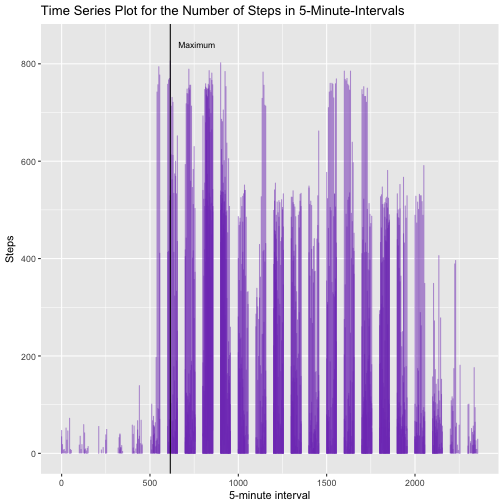 Time Series Plot for the Number of Steps in 5-Minute-Intervals
Maximum
800
600
400
200
0
Steps
0 500 1000 1500 2000
5-minute interval